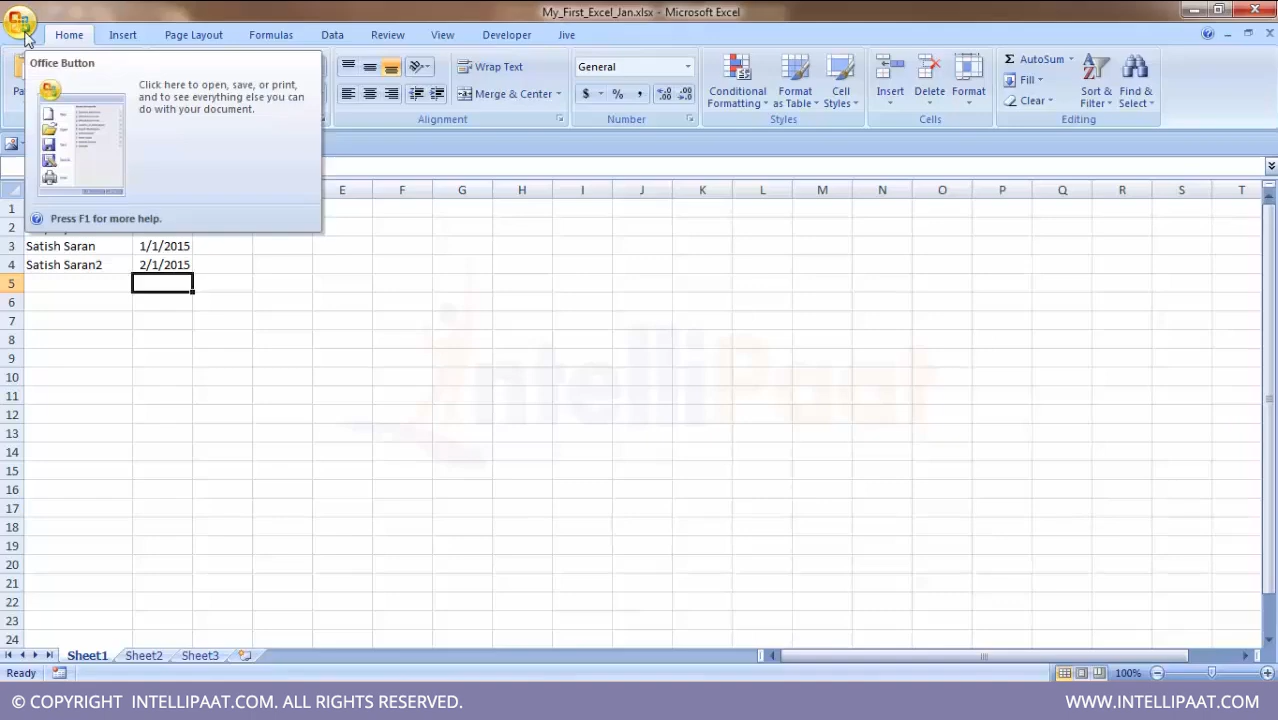 My_First_Excel_Jan.xlsx - Microsoft Excel
Home Insert Page Layout Formulas Data Review View Developer Jive
Office Button
Click here to open, save, or print,
and to see everything else you can
do with your document.
Press F1 for more help.
Wrap Text
Merge & Center
Alignment
General
$ % ,
Number
Conditional
Formatting
Format
as Table
Cell
Styles
Styles
Insert
Delete
Format
Cells
Σ AutoSum
Fill
Clear
Sort &
Filter
Find &
Select
Editing
E F G H I J K L M N O P Q R S T
1
2
3 Satish Saran 1/1/2015
4 Satish Saran2 2/1/2015
5
6
7
8
9
10
11
12
13
14
15
16
17
18
19
20
21
22
23
24
IntelliPaat
Sheet1 Sheet2 Sheet3
Ready
100%
© COPYRIGHT INTELLIPAAT.COM. ALL RIGHTS RESERVED.
WWW.INTELLIPAAT.COM